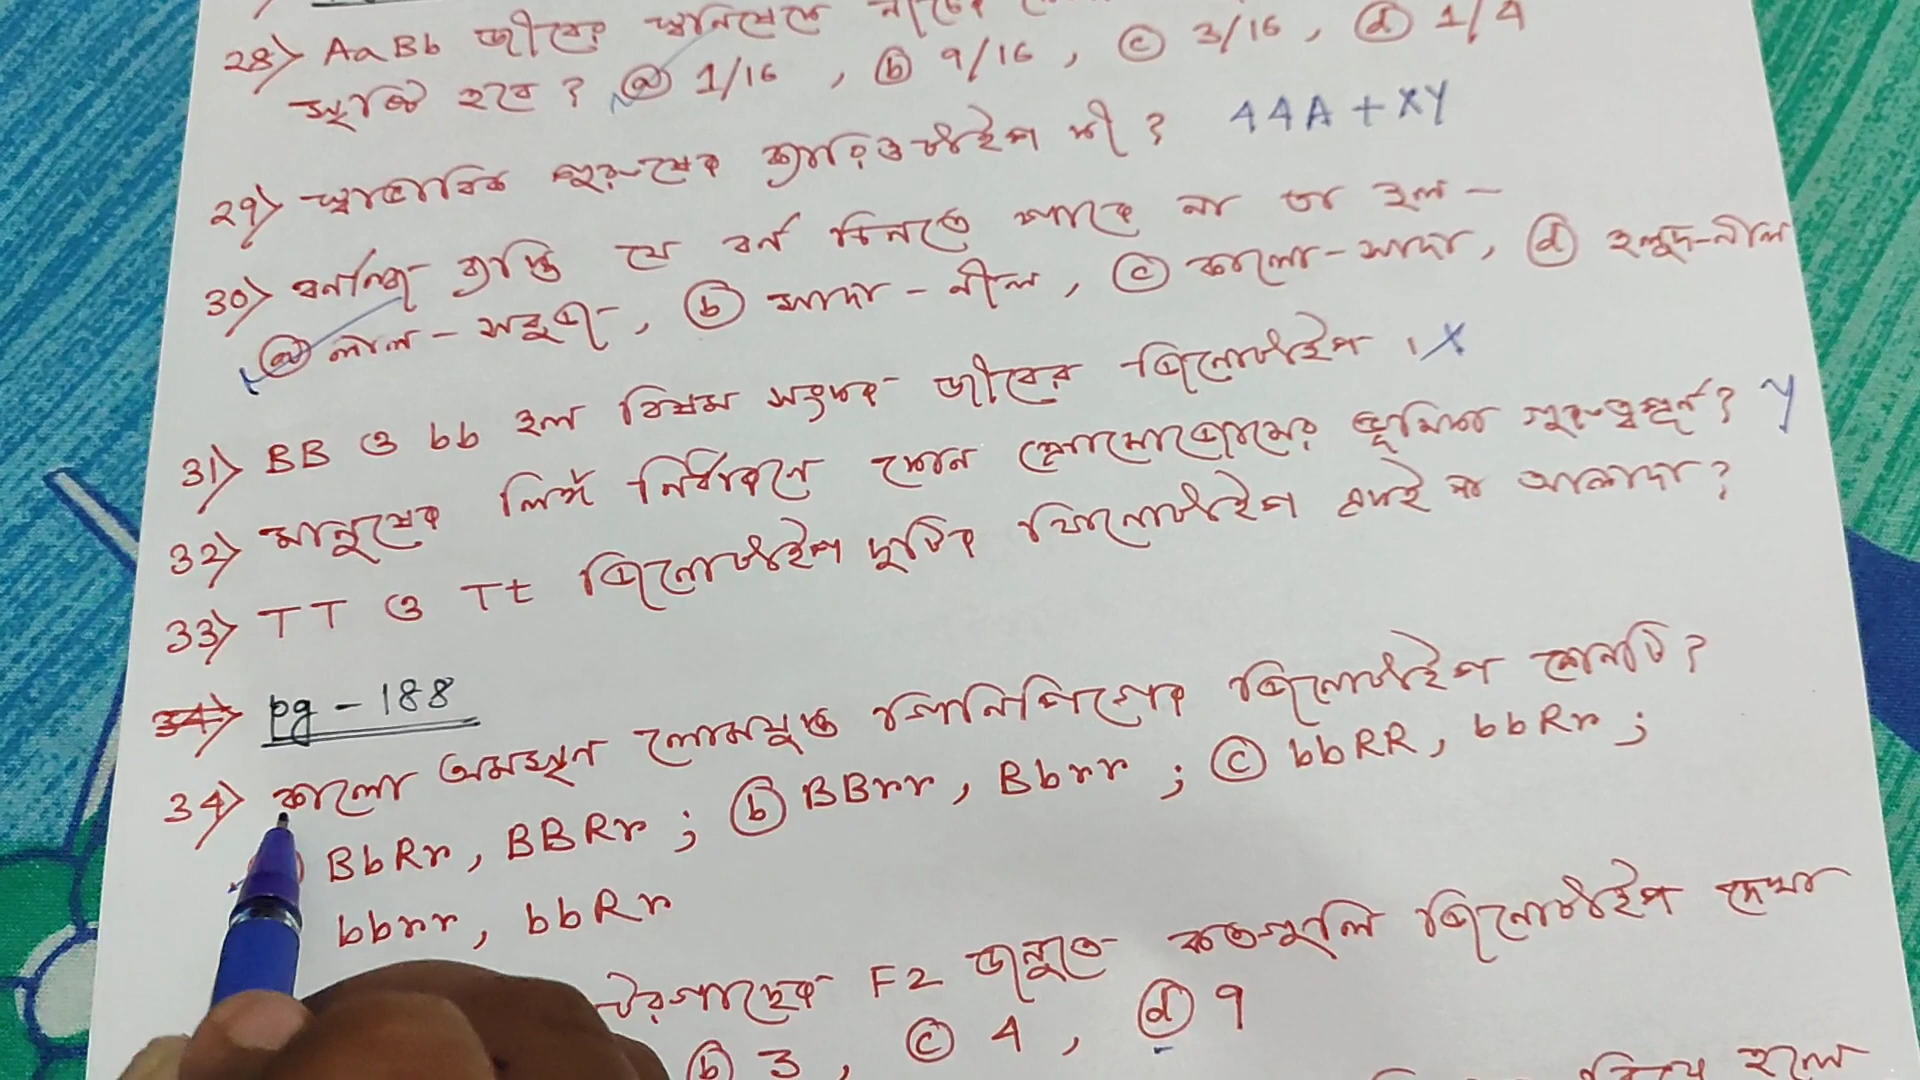 28) AaBb জীবের স্বনিষেকে নীচের
সৃষ্টি হবে? ⓐ 1/16 , ⓑ 9/16 , ⓒ 3/16 , ⓓ 1/4
29) স্বাভাবিক পুরুষের ক্যারিওটাইপ কী? 44A + XY
30) বর্ণান্ধ ব্যক্তি যে বর্ণ চিনতে পারে না তা হল –
ⓐ লাল – সবুজ , ⓑ সাদা – নীল , ⓒ কালো – সাদা , ⓓ হলুদ – নীল
31) BB ও bb হল বিষম সংকর জীবের জিনোটাইপ । X
32) মানুষের লিঙ্গ নির্ধারণে কোন ক্রোমোজোমের ভূমিকা গুরুত্বপূর্ণ? Y
33) TT ও Tt জিনোটাইপ দুটির ফিনোটাইপ একই না আলাদা?
34) pg – 188
34) কালো অমসৃণ লোমযুক্ত গিনিপিগের জিনোটাইপ কোনটি?
BbRr , BBRr ; ⓑ BBrr , Bbrr ; ⓒ bbRR , bbRr ;
bbrr , bbRr
F2 জনুতে কতগুলি জিনোটাইপ দেখা
ⓑ 3 , ⓒ 4 , ⓓ 9
হলে